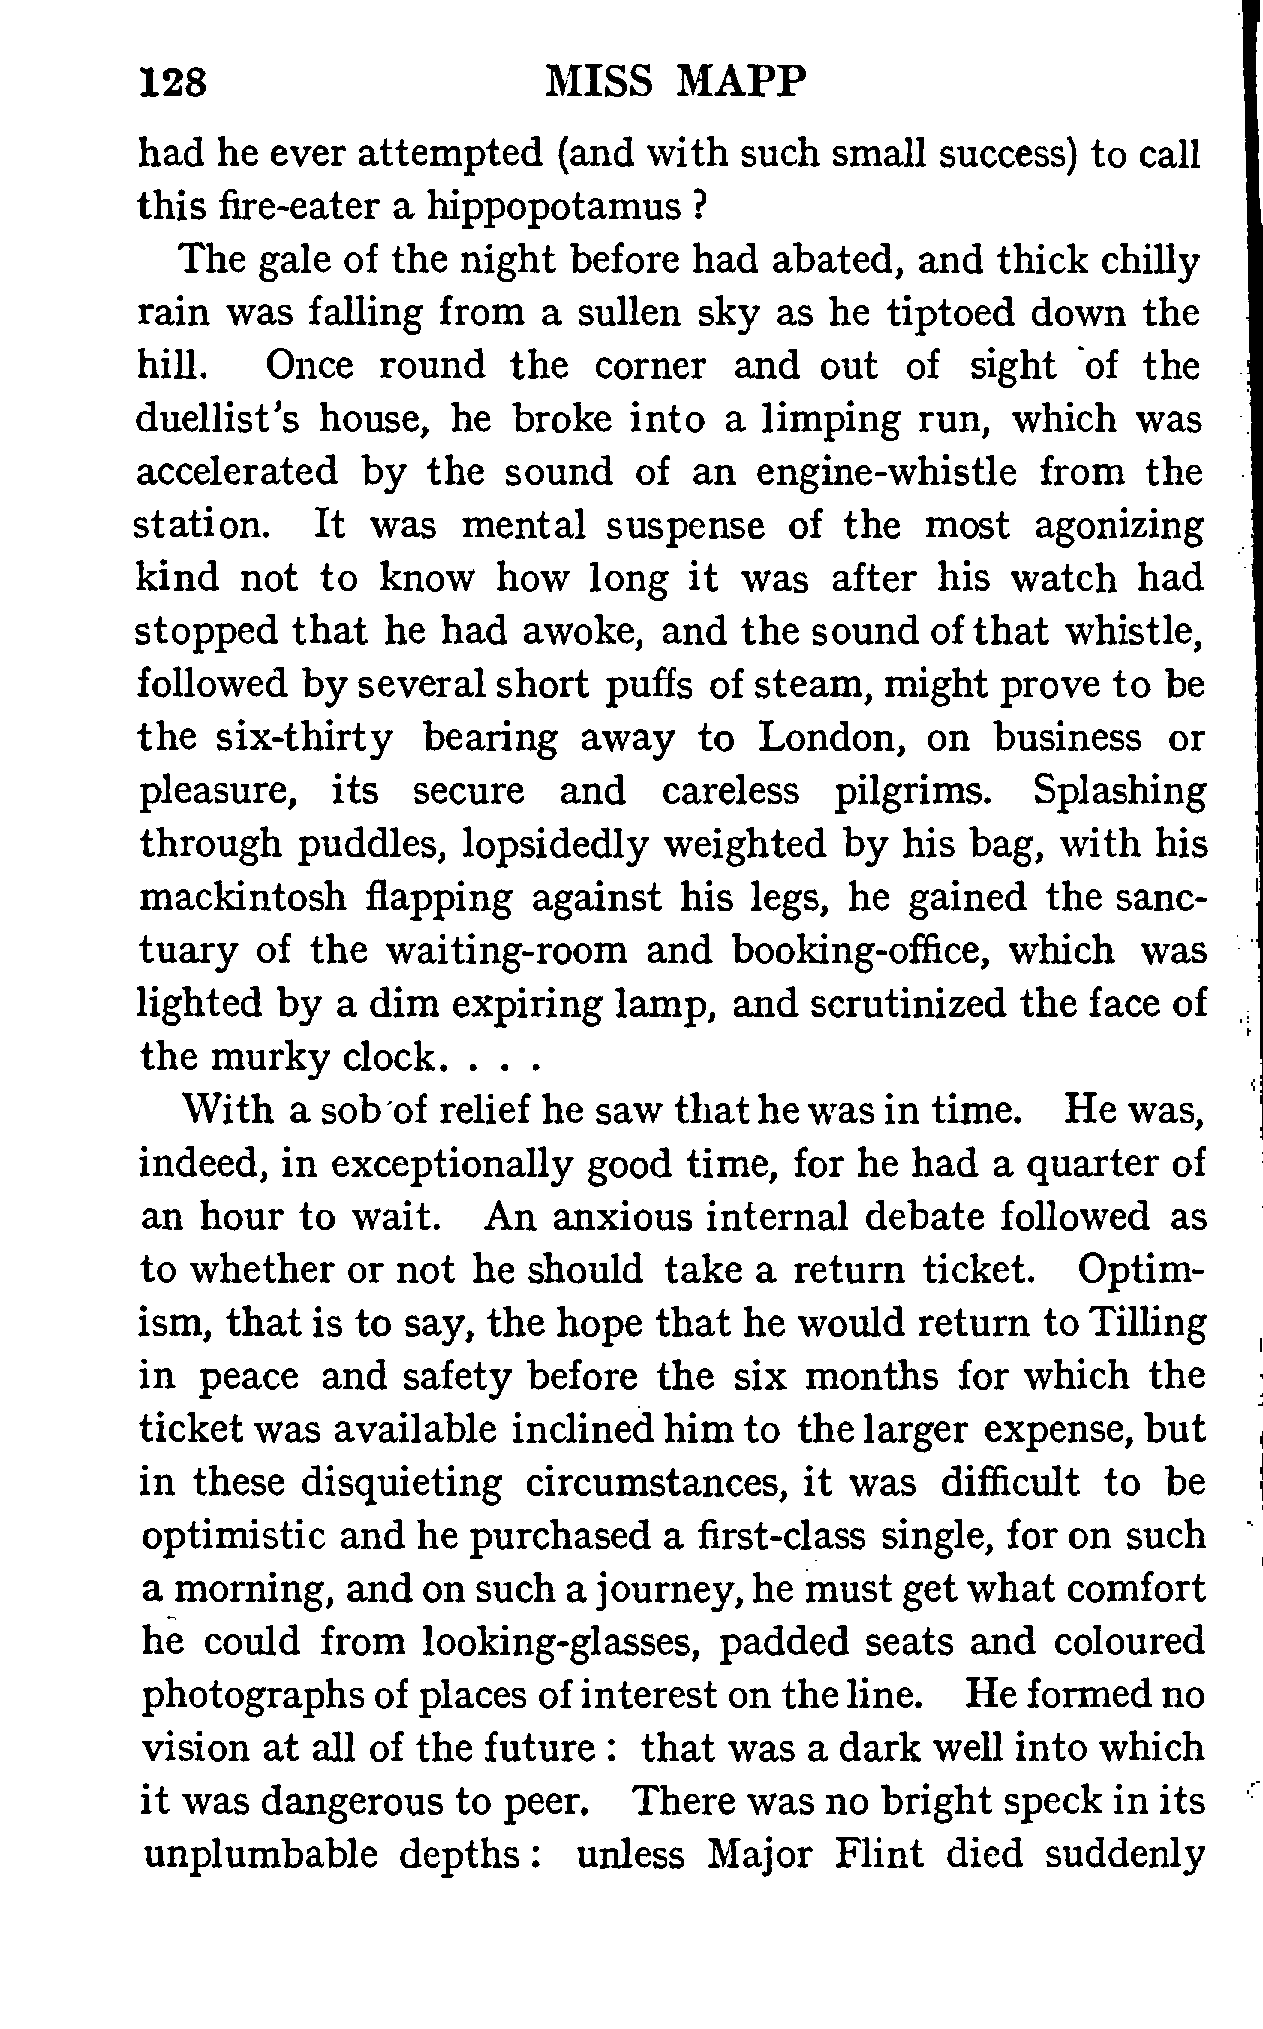 128 MISS MAPP
had he ever attempted (and with such small success) to call
this fire-eater a hippopotamus ?
The gale of the night before had abated, and thick chilly
rain was falling from a sullen sky as he tiptoed down the
hill. Once round the corner and out of sight of the
duellist's house, he broke into a limping run, which was
accelerated by the sound of an engine-whistle from the
station. It was mental suspense of the most agonizing
kind not to know how long it was after his watch had
stopped that he had awoke, and the sound of that whistle,
followed by several short puffs of steam, might prove to be
the six-thirty bearing away to London, on business or
pleasure, its secure and careless pilgrims. Splashing
through puddles, lopsidedly weighted by his bag, with his
mackintosh flapping against his legs, he gained the sanc-
tuary of the waiting-room and booking-office, which was
lighted by a dim expiring lamp, and scrutinized the face of
the murky clock. . . .
With a sob of relief he saw that he was in time. He was,
indeed, in exceptionally good time, for he had a quarter of
an hour to wait. An anxious internal debate followed as
to whether or not he should take a return ticket. Optim-
ism, that is to say, the hope that he would return to Tilling
in peace and safety before the six months for which the
ticket was available inclined him to the larger expense, but
in these disquieting circumstances, it was difficult to be
optimistic and he purchased a first-class single, for on such
a morning, and on such a journey, he must get what comfort
he could from looking-glasses, padded seats and coloured
photographs of places of interest on the line. He formed no
vision at all of the future : that was a dark well into which
it was dangerous to peer. There was no bright speck in its
unplumbable depths : unless Major Flint died suddenly